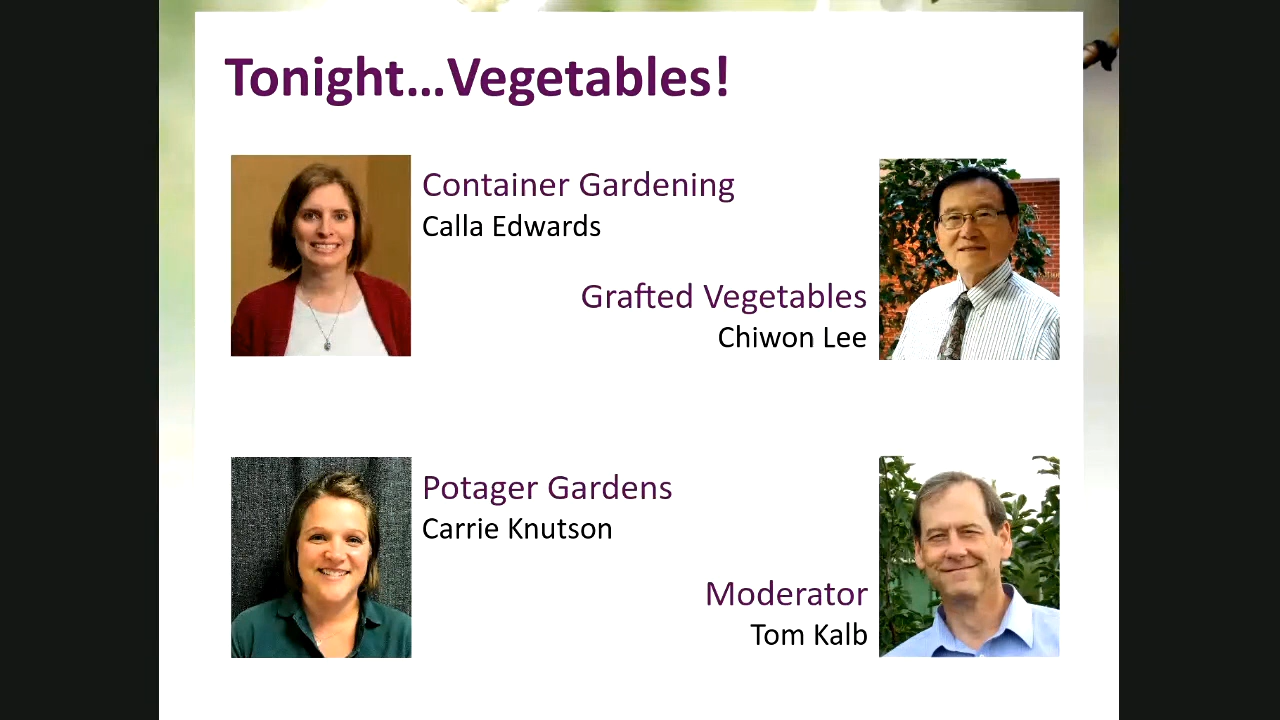 Tonight...Vegetables!
Container Gardening
Calla Edwards
Grafted Vegetables
Chiwon Lee
Potager Gardens
Carrie Knutson
Moderator
Tom Kalb